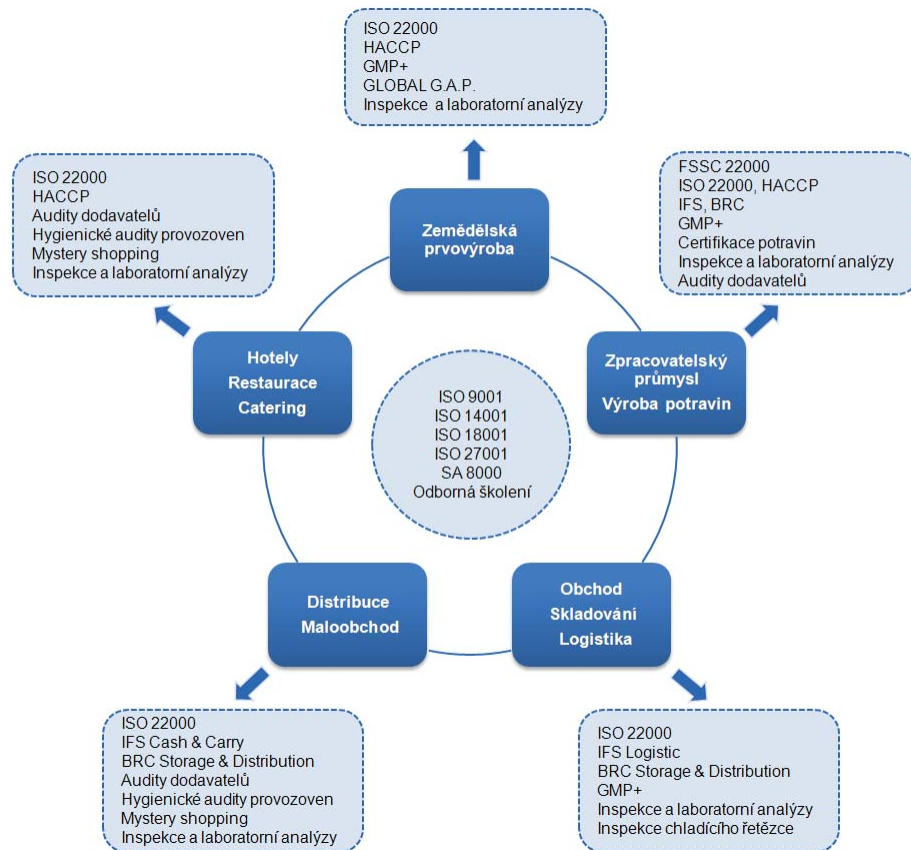 ISO 22000
HACCP
GMP+
GLOBAL G.A.P.
Inspekce a laboratorní analýzy
Zemědělská
prvovýroba
FSSC 22000
ISO 22000, HACCP
IFS, BRC
GMP+
Certifikace potravin
Inspekce a laboratorní analýzy
Audity dodavatelů
Zpracovatelský
průmysl
Výroba potravin
ISO 22000
HACCP
Audity dodavatelů
Hygienické audity provozoven
Mystery shopping
Inspekce a laboratorní analýzy
Hotely
Restaurace
Catering
ISO 9001
ISO 14001
ISO 18001
ISO 27001
SA 8000
Odborná školení
Distribuce
Maloobchod
ISO 22000
IFS Cash & Carry
BRC Storage & Distribution
Audity dodavatelů
Hygienické audity provozoven
Mystery shopping
Inspekce a laboratorní analýzy
Obchod
Skladování
Logistika
ISO 22000
IFS Logistic
BRC Storage & Distribution
GMP+
Inspekce a laboratorní analýzy
Inspekce chladícího řetězce